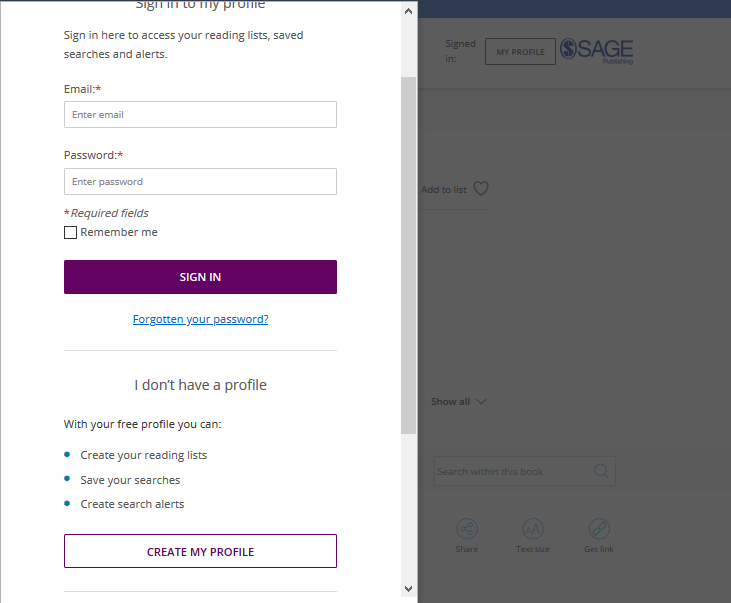 Sign in to my profile
Sign in here to access your reading lists, saved
searches and alerts.
Email:*
Enter email
Password:*
Enter password
*Required fields
Remember me
SIGN IN
Forgotten your password?
I don't have a profile
With your free profile you can:
Create your reading lists
Save your searches
Create search alerts
CREATE MY PROFILE
Signed
in:
MY PROFILE
SAGE
Publishing
Add to list
Show all
Search within this book
Share
AA
Text size
Get link